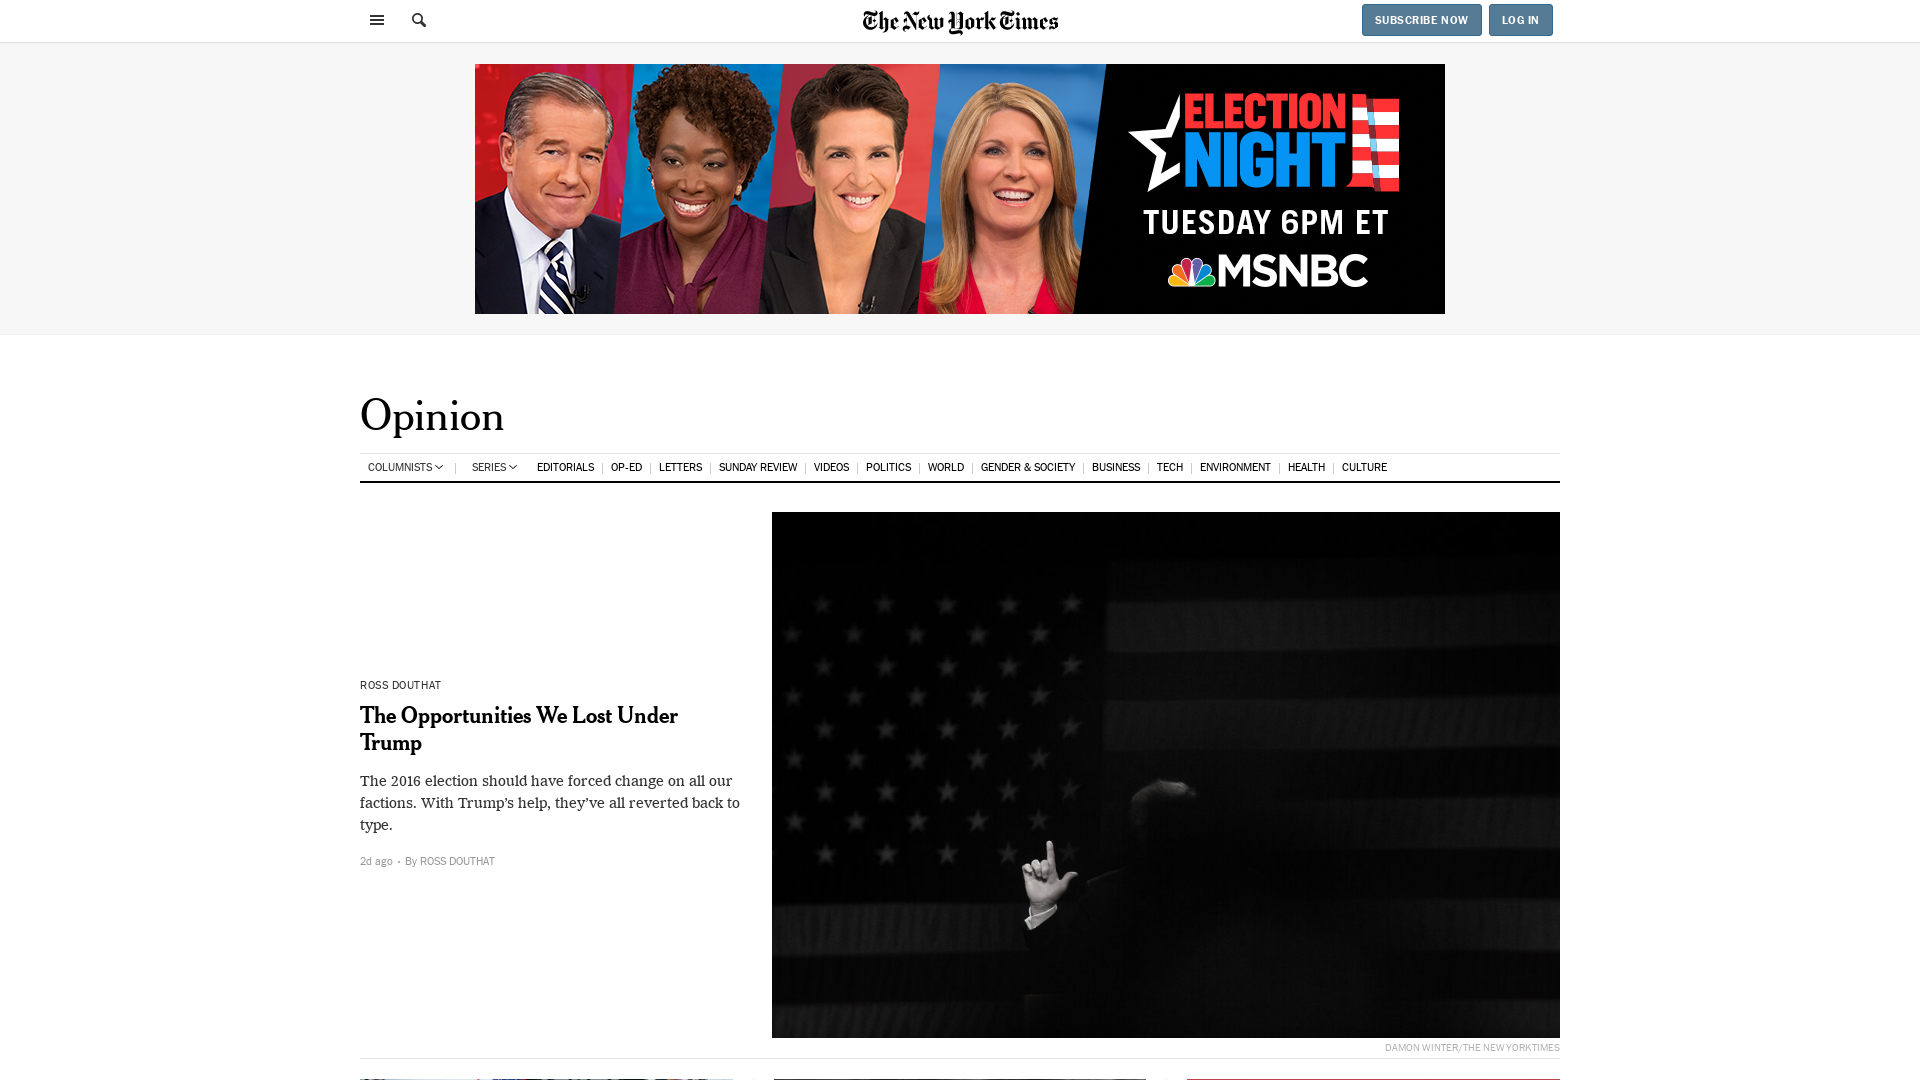 The New York Times
SUBSCRIBE NOW
LOG IN
ELECTION
NIGHT
TUESDAY 6PM ET
MSNBC
Opinion
COLUMNISTS SERIES EDITORIALS OP-ED LETTERS SUNDAY REVIEW VIDEOS POLITICS WORLD GENDER & SOCIETY BUSINESS TECH ENVIRONMENT HEALTH CULTURE
ROSS DOUTHAT
The Opportunities We Lost Under
Trump
The 2016 election should have forced change on all our
factions. With Trump’s help, they’ve all reverted back to
type.
2d ago • By ROSS DOUTHAT
DAMON WINTER/THE NEW YORKTIMES